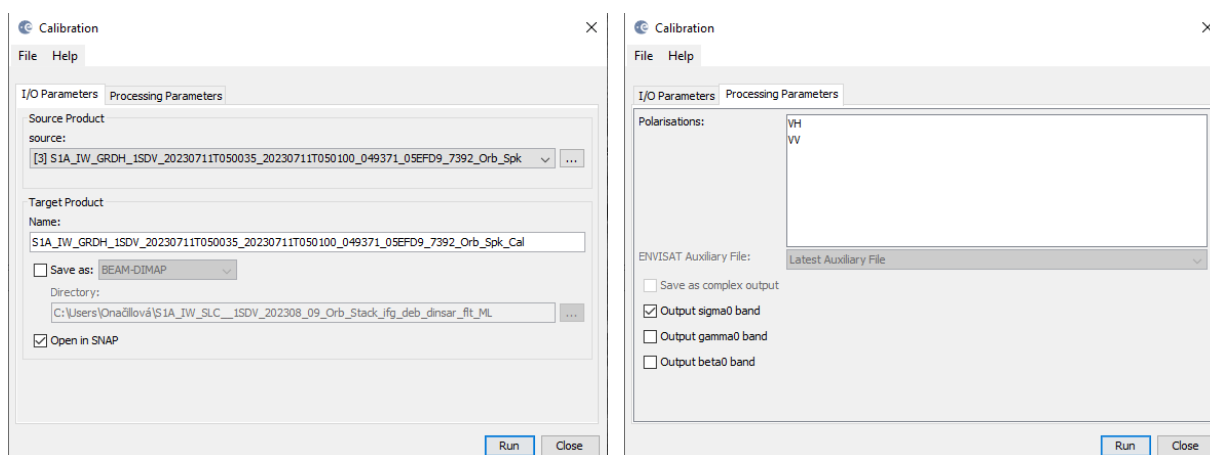 Calibration
File Help
I/O Parameters Processing Parameters
Source Product
source:
[3] S1A_IW_GRDH_1SDV_20230711T050035_20230711T050100_049371_05EFD9_7392_Orb_Spk
...
Target Product
Name:
S1A_IW_GRDH_1SDV_20230711T050035_20230711T050100_049371_05EFD9_7392_Orb_Spk_Cal
Save as: BEAM-DIMAP
Directory:
C:\Users\Onačillová\S1A_IW_SLC__1SDV_202308_09_Orb_Stack_ifg_deb_dinsar_flt_ML
...
Open in SNAP
Run Close
Calibration
File Help
I/O Parameters Processing Parameters
Polarisations:
VH
VV
ENVISAT Auxiliary File: Latest Auxiliary File
Save as complex output
Output sigma0 band
Output gamma0 band
Output beta0 band
Run Close